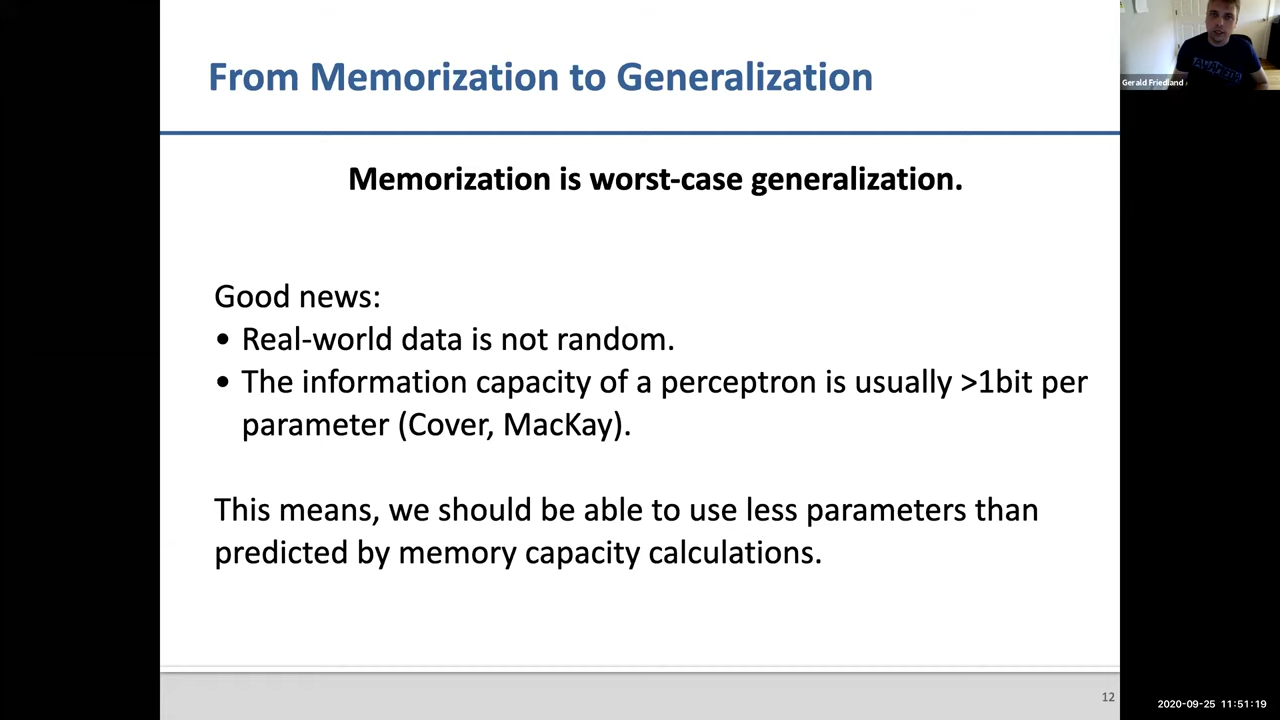 From Memorization to Generalization
Gerald Friedland
Memorization is worst-case generalization.
Good news:
• Real-world data is not random.
• The information capacity of a perceptron is usually >1bit per
parameter (Cover, MacKay).
This means, we should be able to use less parameters than
predicted by memory capacity calculations.
12
2020-09-25 11:51:19